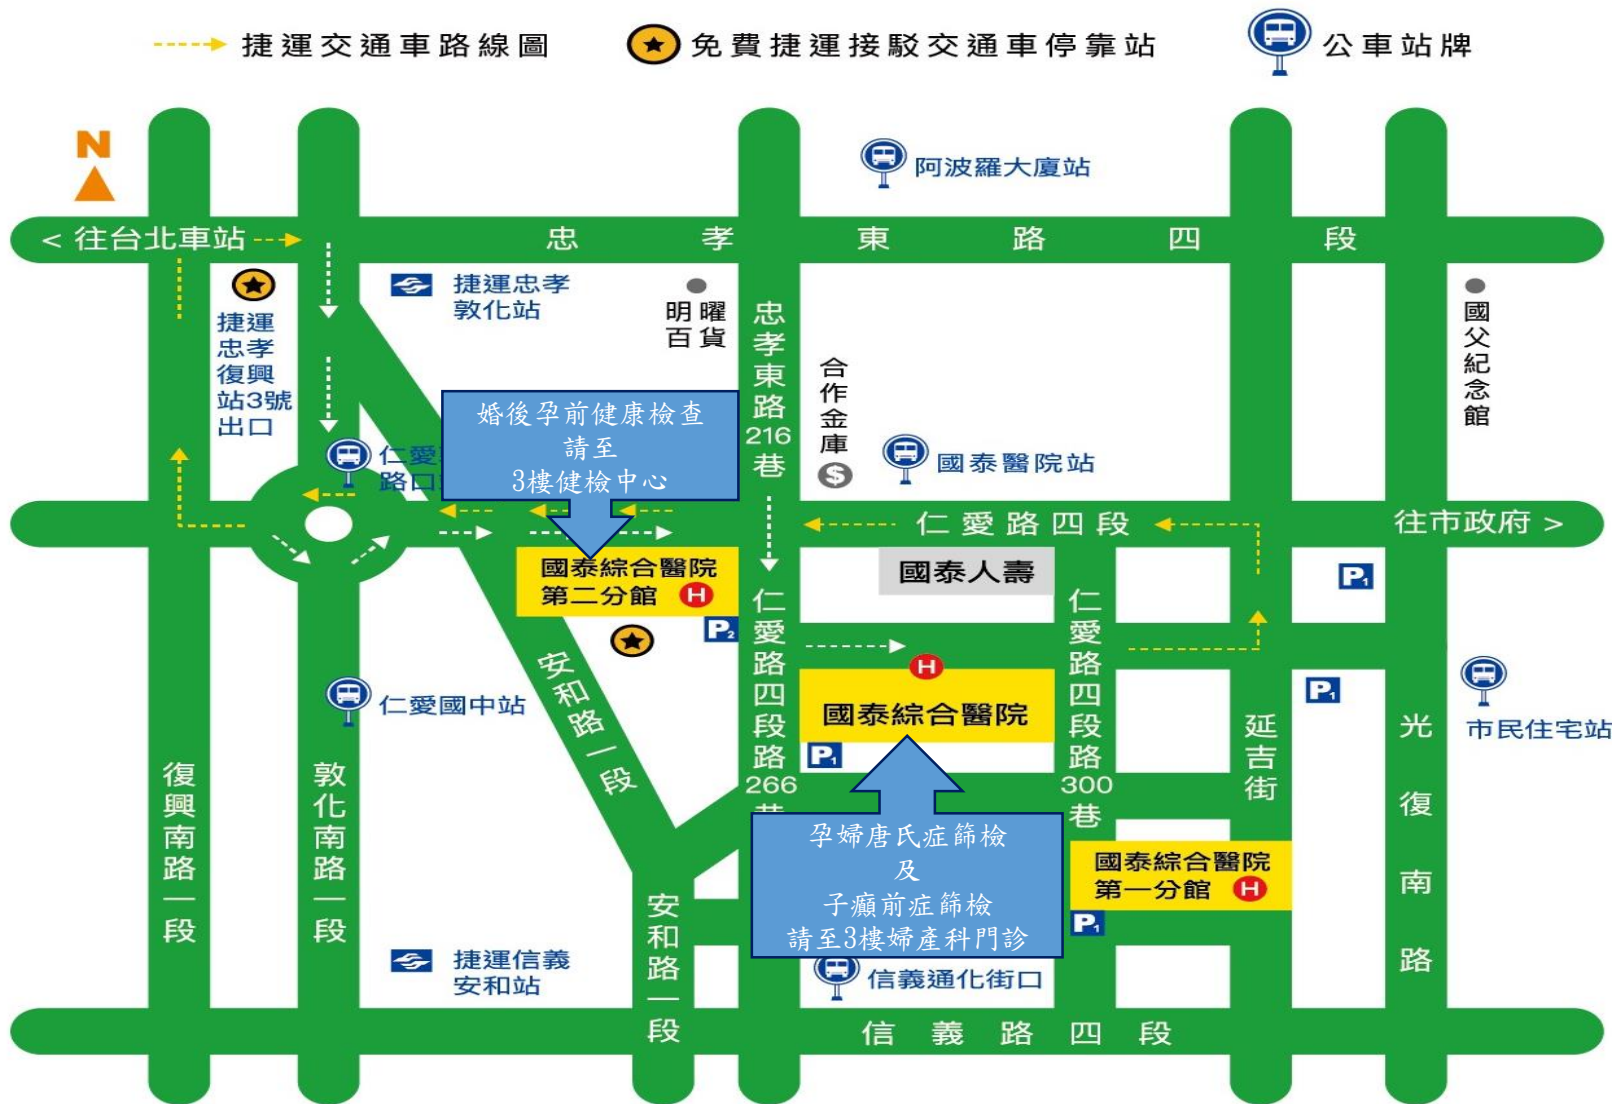 捷運交通車路線圖
免費捷運接駁交通車停靠站
公車站牌
N
阿波羅大廈站
< 往台北車站
忠孝東路四段
捷運
忠孝
復興
站3號
出口
捷運忠孝
敦化站
明曜
百貨
忠孝東路216巷
合作金庫
$
國父紀念館
婚後孕前健康檢查
請至
3樓健檢中心
仁愛
路口
國泰醫院站
仁愛路四段
往市政府 >
國泰綜合醫院
第二分館 H
國泰人壽
P1
P2
仁愛路四段路266巷
仁愛路四段路300巷
H
國泰綜合醫院
P1
P1
安和路一段
仁愛國中站
市民住宅站
復興南路一段
敦化南路一段
延吉街
光復南路
孕婦唐氏症篩檢
及
子癲前症篩檢
請至3樓婦產科門診
國泰綜合醫院
第一分館 H
P1
安和路一段
捷運信義
安和站
信義通化街口
信義路四段